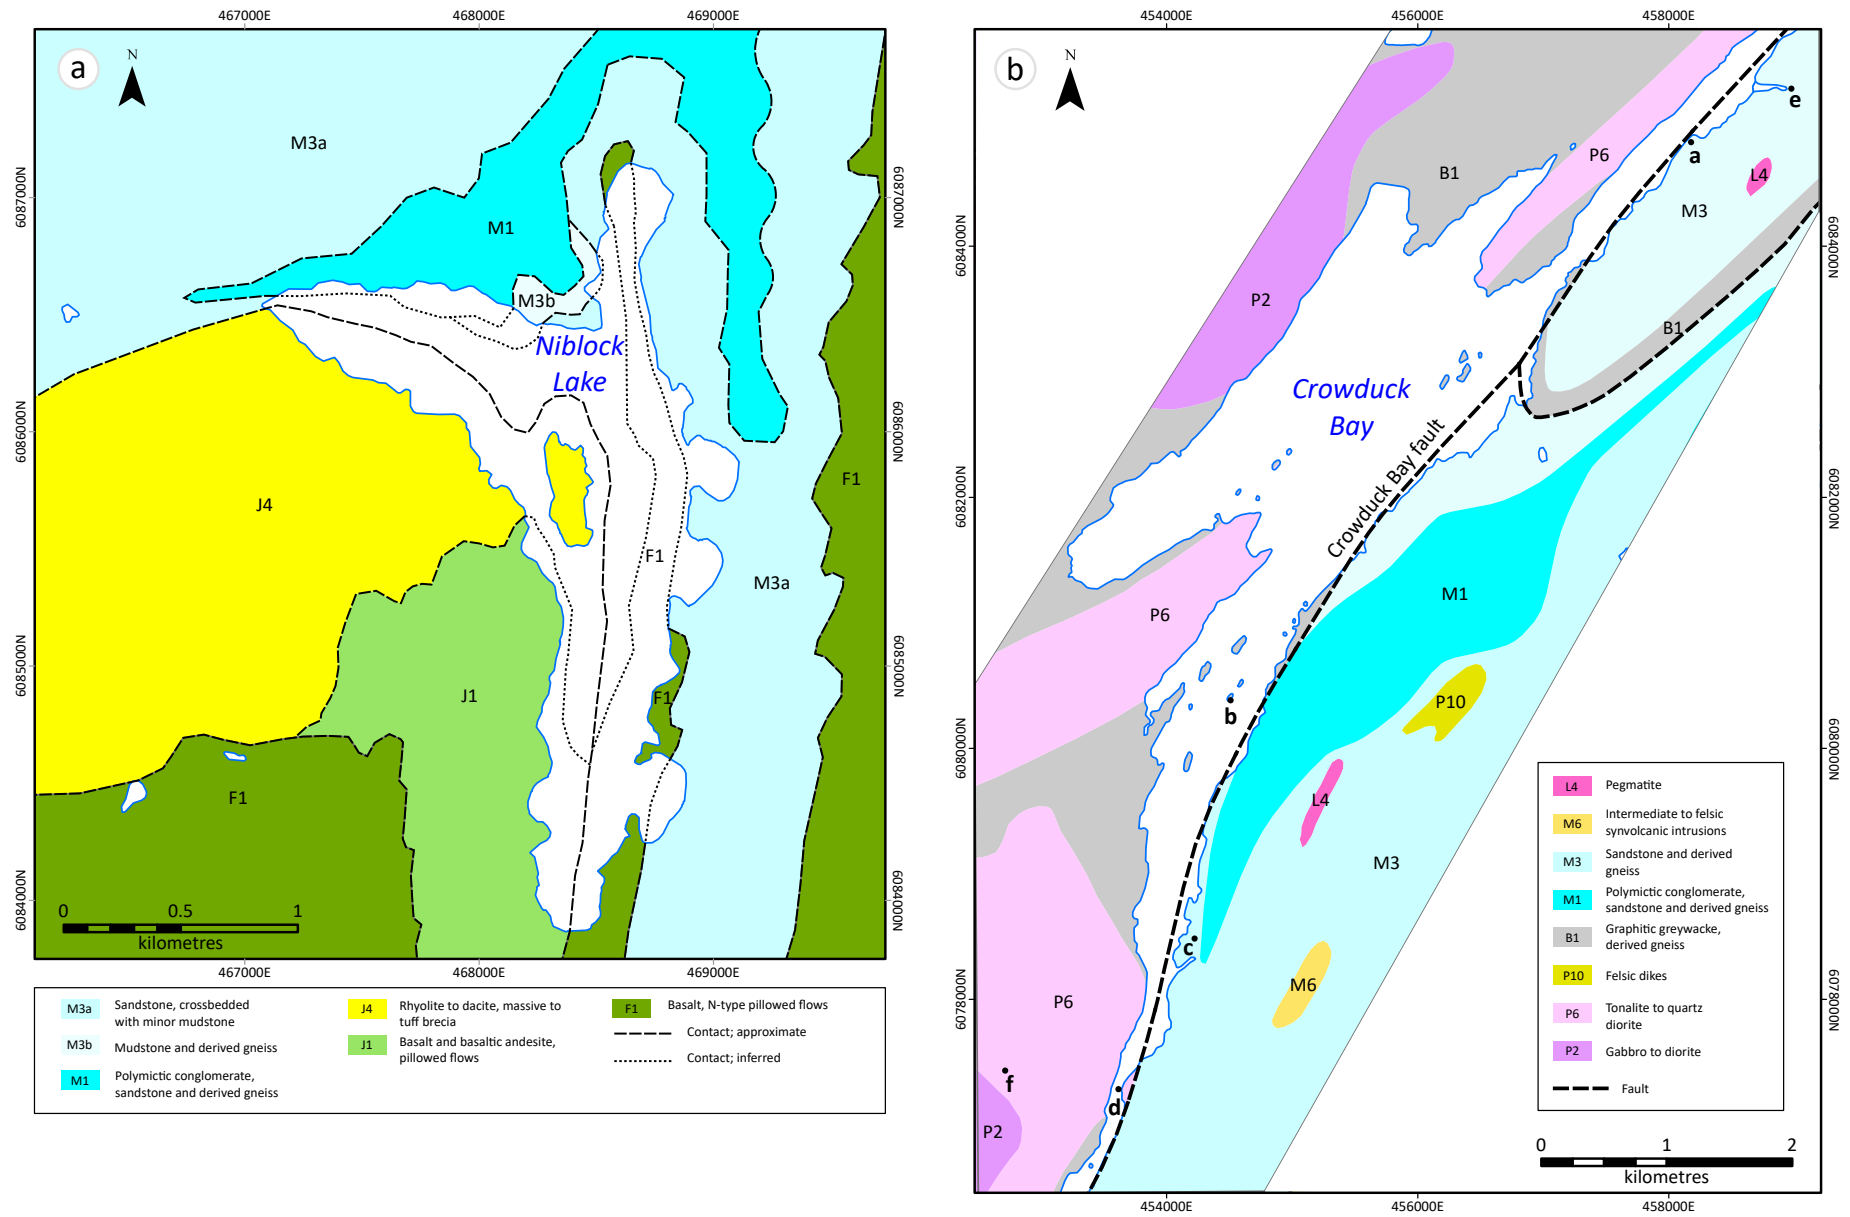 467000E
468000E
469000E
a
N
M3a
M1
M3b
Niblock
Lake
J4
F1
F1
M3a
J1
F1
F1
6087000N
6086000N
6085000N
6084000N
6087000N
6086000N
6085000N
6084000N
0
0.5
1
kilometres
467000E
468000E
469000E
M3a
Sandstone, crossbedded
with minor mudstone
M3b
Mudstone and derived gneiss
M1
Polymictic conglomerate,
sandstone and derived gneiss
J4
Rhyolite to dacite, massive to
tuff brecia
J1
Basalt and basaltic andesite,
pillowed flows
F1
Basalt, N-type pillowed flows
Contact; approximate
Contact; inferred
454000E
456000E
458000E
b
N
e
a
P6
B1
L4
M3
P2
B1
Crowduck
Bay
Crowduck Bay fault
M1
P6
P10
b
L4
M3
c
M6
P6
f
d
P2
6084000N
6082000N
6080000N
6078000N
6084000N
6082000N
6080000N
6078000N
L4
Pegmatite
M6
Intermediate to felsic
synvolcanic intrusions
M3
Sandstone and derived
gneiss
M1
Polymictic conglomerate,
sandstone and derived gneiss
B1
Graphitic greywacke,
derived gneiss
P10
Felsic dikes
P6
Tonalite to quartz
diorite
P2
Gabbro to diorite
Fault
0
1
2
kilometres
454000E
456000E
458000E